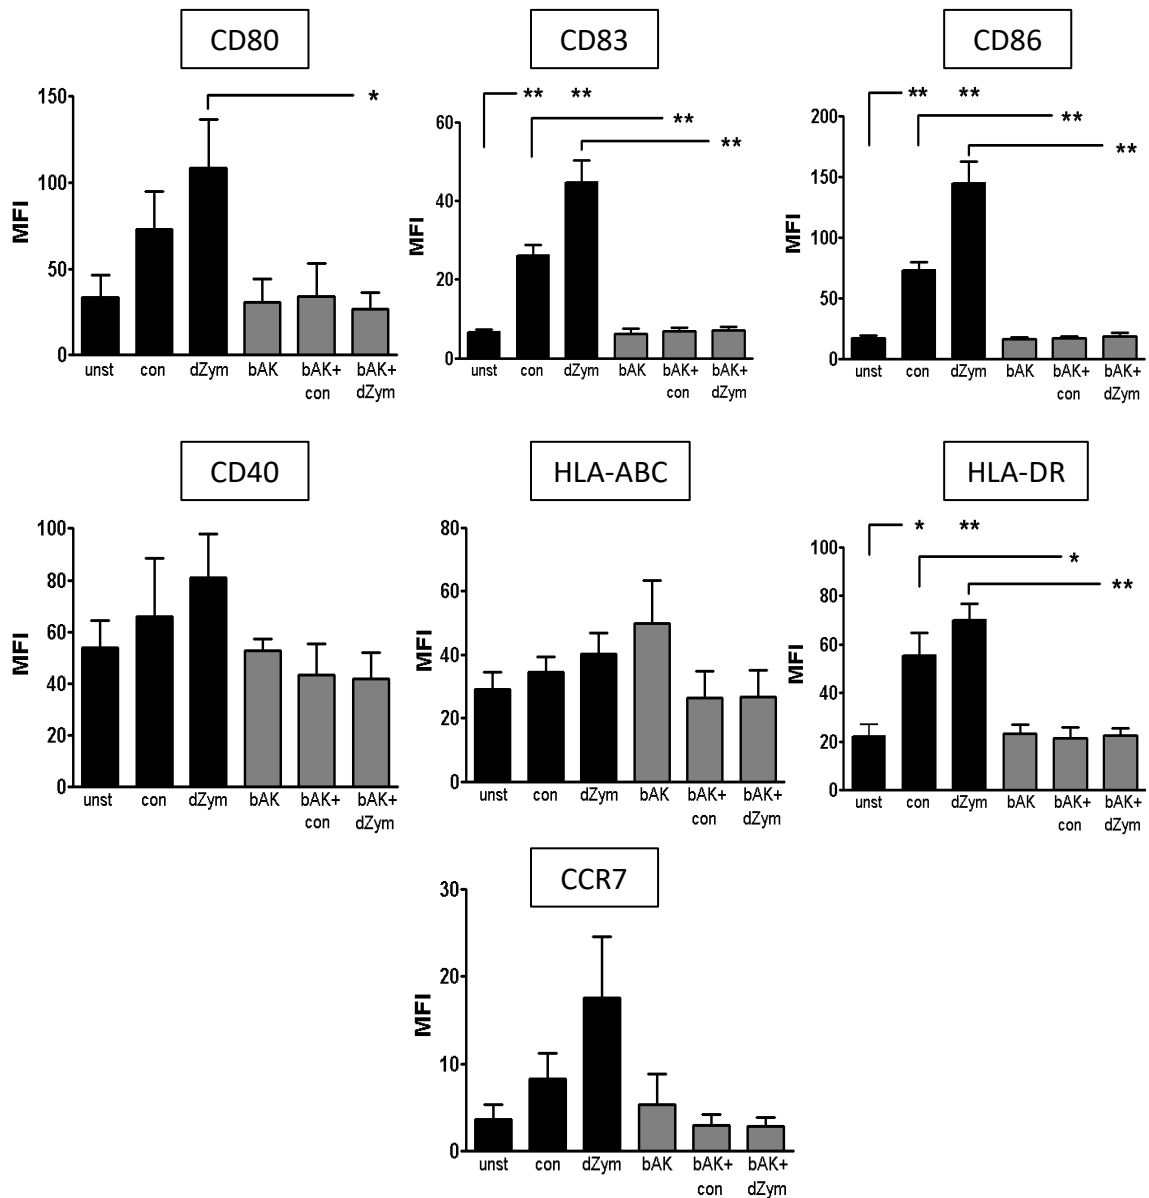 CD80
CD83
CD86
150
100
50
0
MFI
*
unst con dZym bAK bAK+ bAK+
con dZym
60
40
20
0
MFI
** **
**
**
unst con dZym bAK bAK+ bAK+
con dZym
200
150
100
50
0
MFI
** **
**
**
unst con dZym bAK bAK+ bAK+
con dZym
CD40
HLA-ABC
HLA-DR
100
80
60
40
20
0
MFI
unst con dZym bAK bAK+ bAK+
con dZym
80
60
40
20
0
MFI
unst con dZym bAK bAK+ bAK+
con dZym
100
80
60
40
20
0
MFI
* **
*
**
unst con dZym bAK bAK+ bAK+
con dZym
CCR7
30
20
10
0
MFI
unst con dZym bAK bAK+ bAK+
con dZym